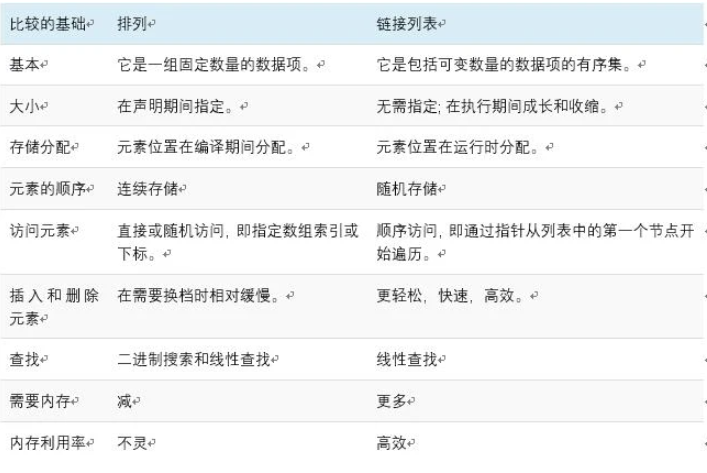 比较的基础 排列 链接列表
基本 它是一组固定数量的数据项。 它是包括可变数量的数据项的有序集。
大小 在声明期间指定。 无需指定; 在执行期间成长和收缩。
存储分配 元素位置在编译期间分配。 元素位置在运行时分配。
元素的顺序 连续存储 随机存储
访问元素 直接或随机访问, 即指定数组索引或 顺序访问, 即通过指针从列表中的第一个节点开
下标。 始遍历。
插入和删除 在需要换档时相对缓慢。 更轻松, 快速, 高效。
元素
查找 二进制搜索和线性查找 线性查找
需要内存 减 更多
内存利用率 不灵 高效